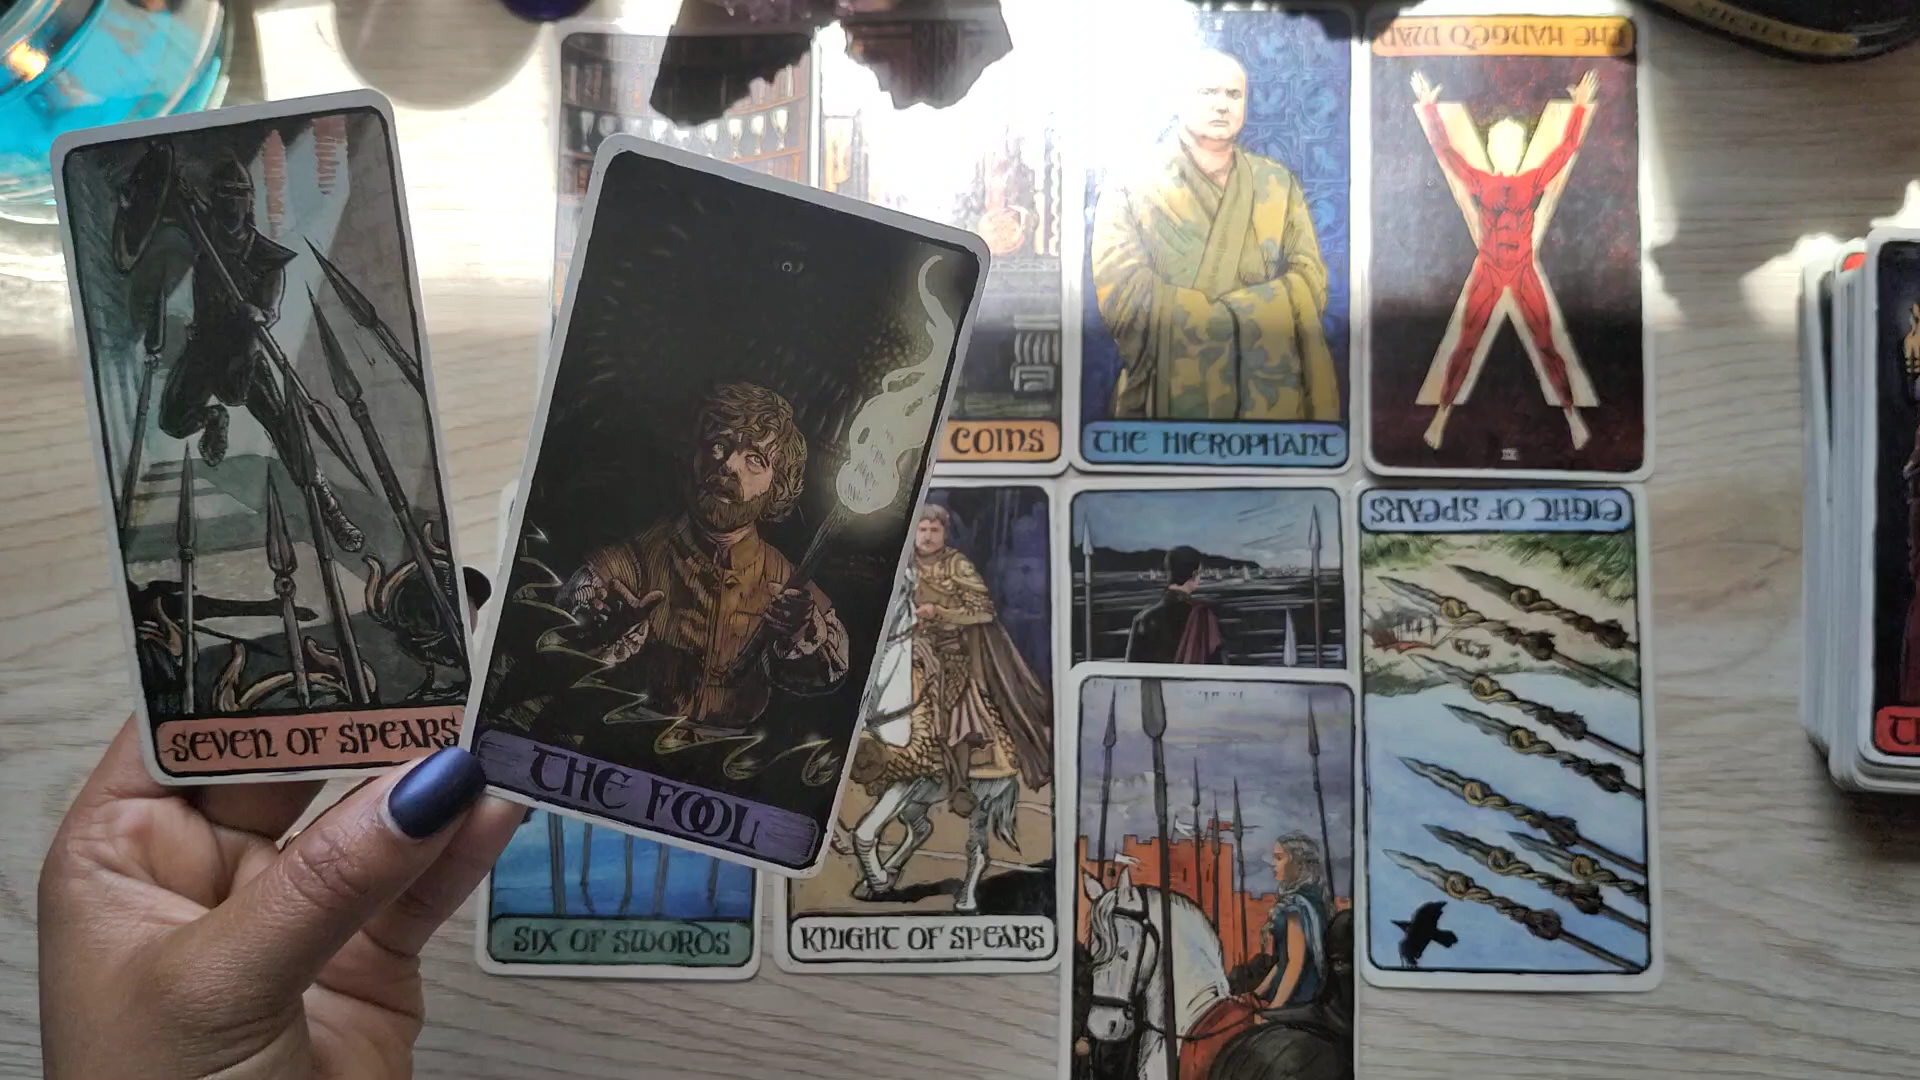 THE HANGED MAN
COINS
THE HIEROPHANT
EIGHT OF SPEARS
SEVEN OF SPEARS
THE FOOL
SIX OF SWORDS
KNIGHT OF SPEARS